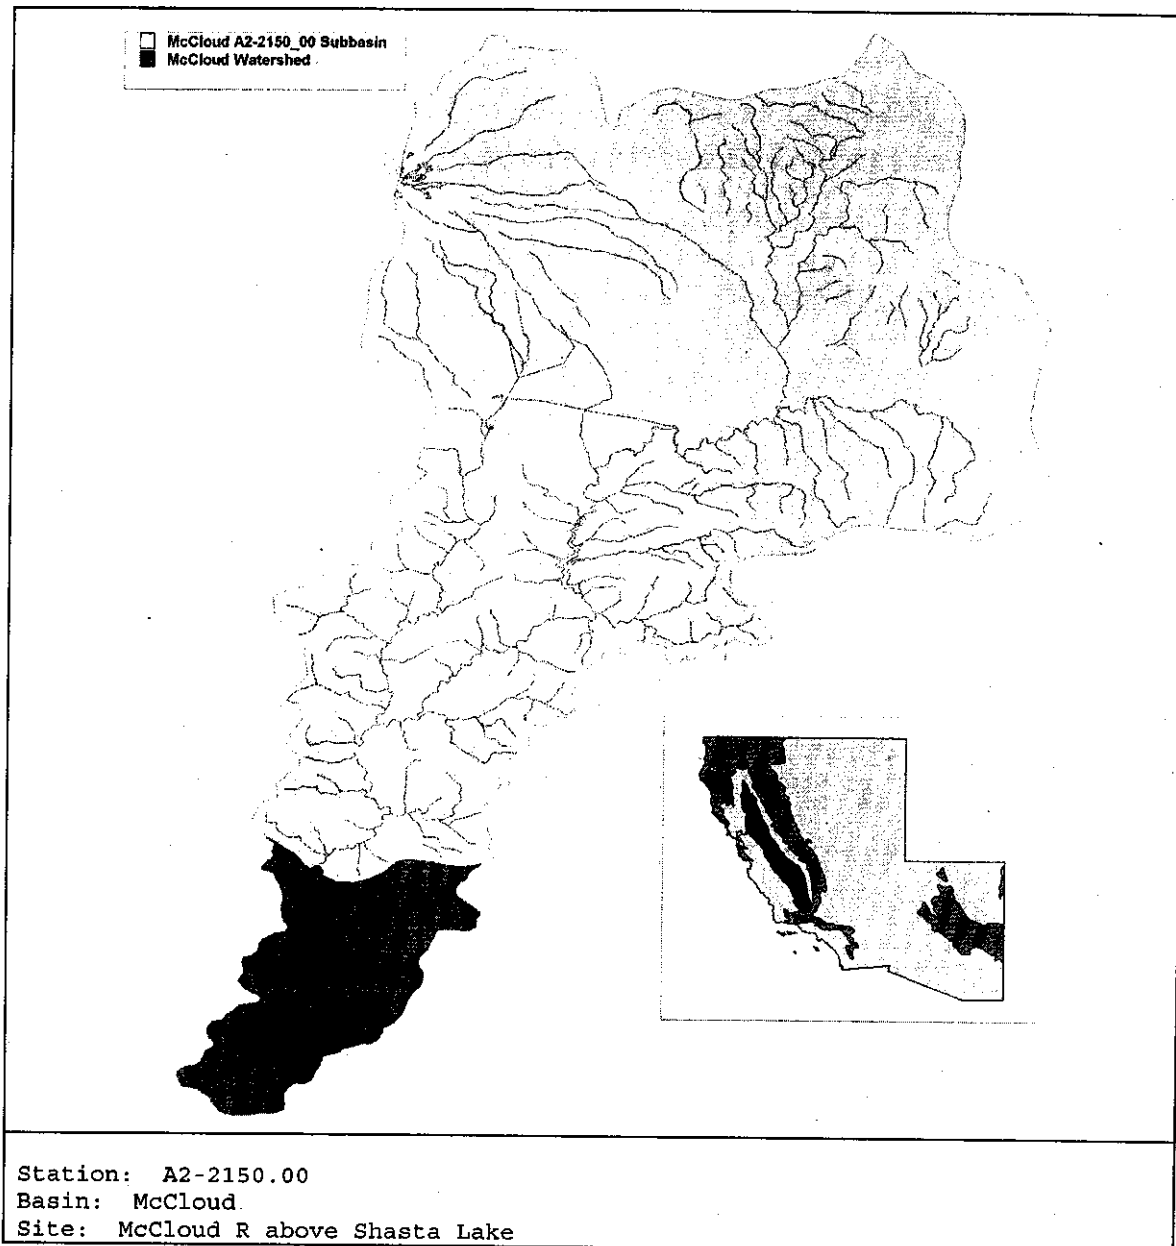 McCloud A2-2150_00 Subbasin
McCloud Watershed
Station: A2-2150.00
Basin: McCloud
Site: McCloud R above Shasta Lake